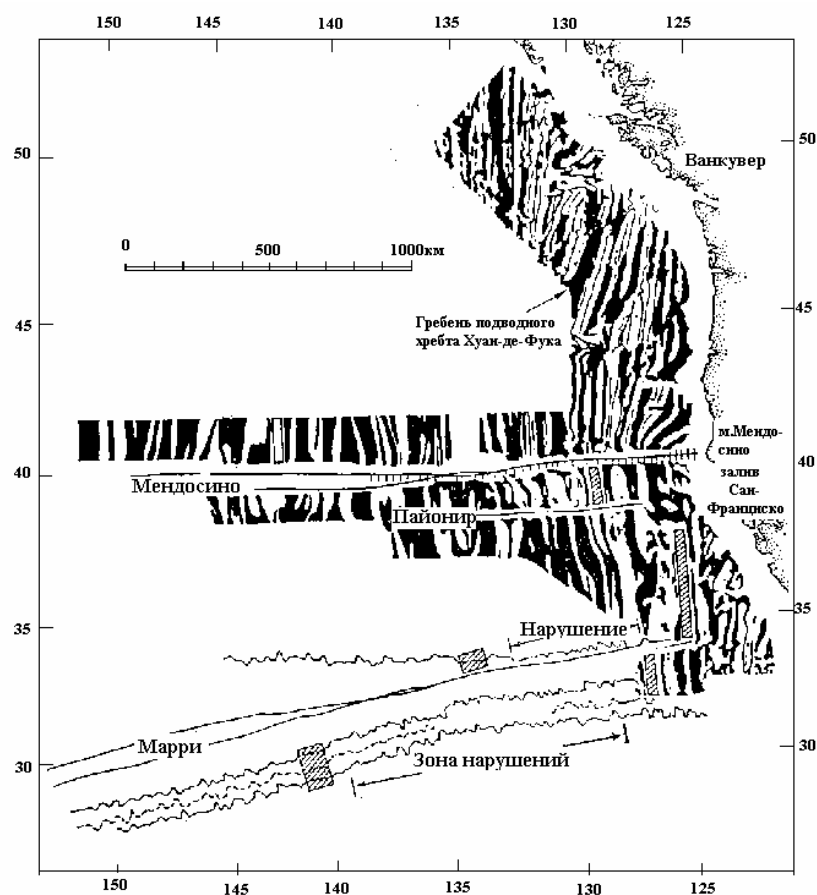 150 145 140 135 130 125
50 50
Ванкувер
0 500 1000км
45 45
Гребень подводного
хребта Хуан-де-Фука
м.Мендо-
сино
40 40
залив
Сан-
Франциско
Мендосино
Пайонир
35 35
Нарушение
Марри
30 30
Зона нарушений
150 145 140 135 130 125